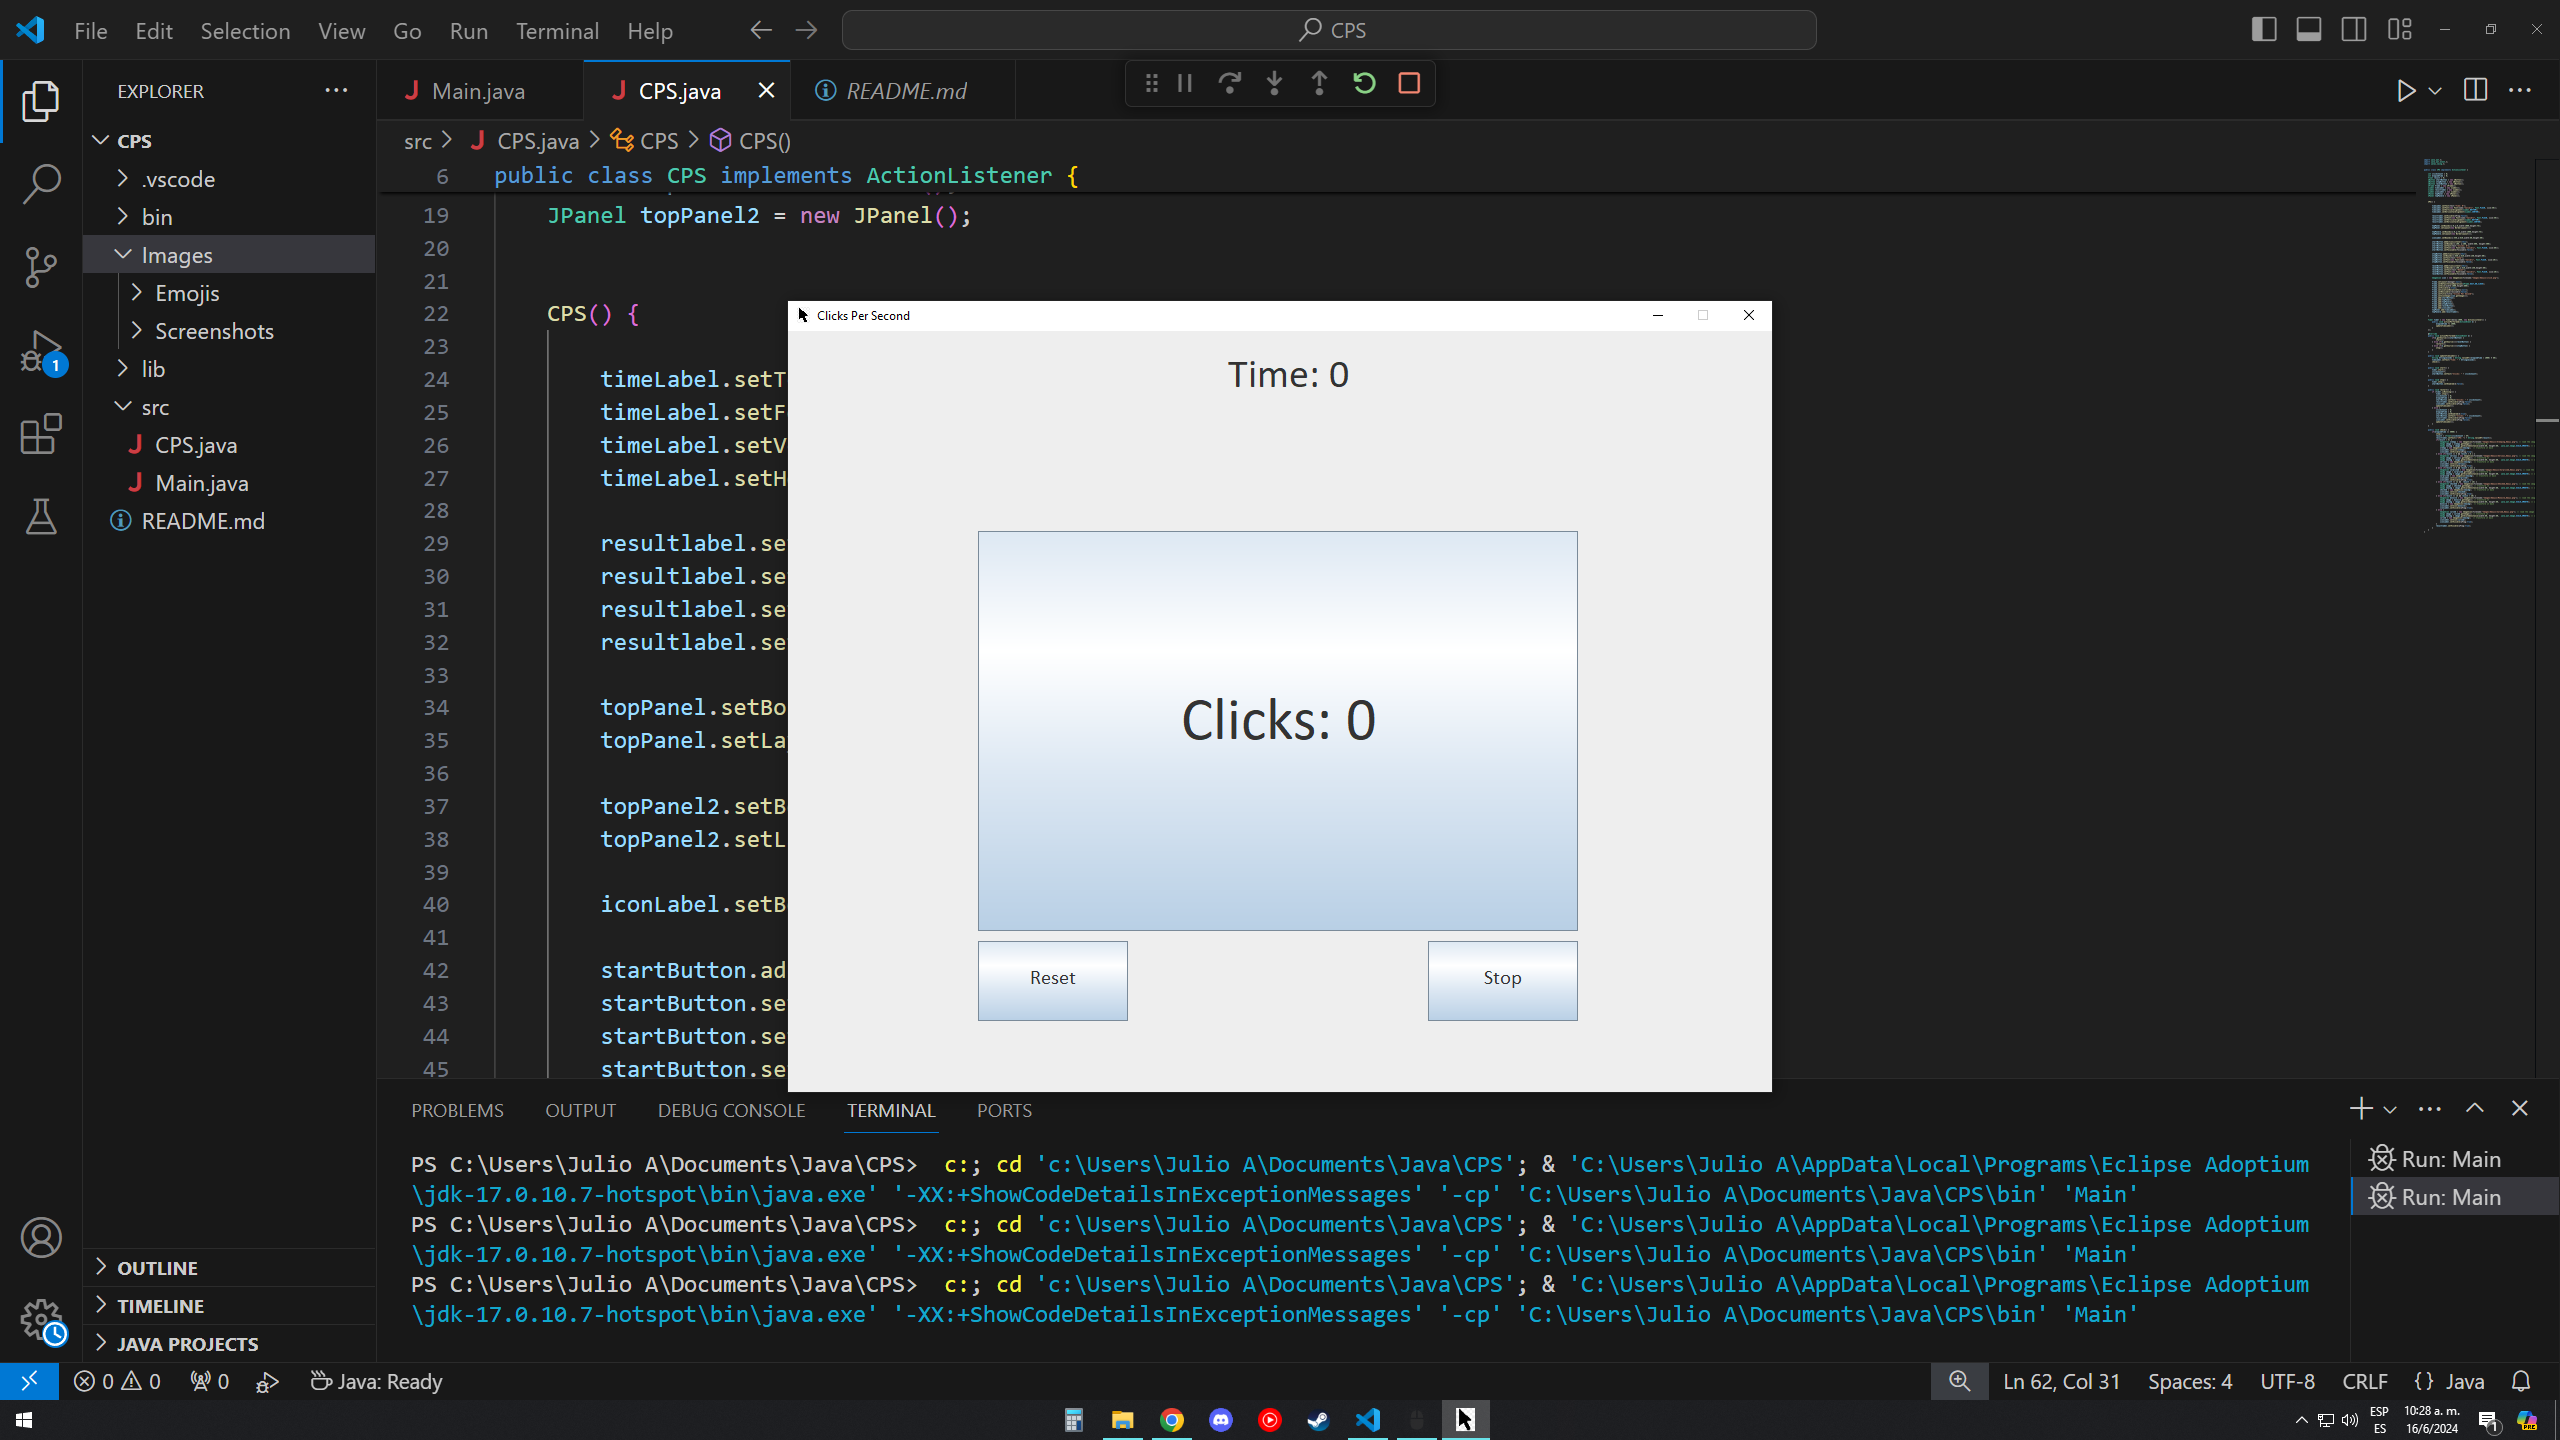 File Edit Selection View Go Run Terminal Help
CPS
EXPLORER
CPS
.vscode
bin
Images
Emojis
Screenshots
lib
src
CPS.java
Main.java
README.md
OUTLINE
TIMELINE
JAVA PROJECTS
Main.java CPS.java README.md
src CPS.java CPS CPS()
6 public class CPS implements ActionListener {
19 JPanel topPanel2 = new JPanel();
20
21
22 CPS() {
23
24 timeLabel.setT
25 timeLabel.setF
26 timeLabel.setV
27 timeLabel.setH
28
29 resultlabel.se
30 resultlabel.se
31 resultlabel.se
32 resultlabel.se
33
34 topPanel.setBo
35 topPanel.setLa
36
37 topPanel2.setB
38 topPanel2.setL
39
40 iconLabel.setB
41
42 startButton.ad
43 startButton.se
44 startButton.se
45 startButton.se
Clicks Per Second
Time: 0
Clicks: 0
Reset
Stop
PROBLEMS OUTPUT DEBUG CONSOLE TERMINAL PORTS
PS C:\Users\Julio A\Documents\Java\CPS>  c:; cd 'c:\Users\Julio A\Documents\Java\CPS'; & 'C:\Users\Julio A\AppData\Local\Programs\Eclipse Adoptium
\jdk-17.0.10.7-hotspot\bin\java.exe' '-XX:+ShowCodeDetailsInExceptionMessages' '-cp' 'C:\Users\Julio A\Documents\Java\CPS\bin' 'Main'
PS C:\Users\Julio A\Documents\Java\CPS>  c:; cd 'c:\Users\Julio A\Documents\Java\CPS'; & 'C:\Users\Julio A\AppData\Local\Programs\Eclipse Adoptium
\jdk-17.0.10.7-hotspot\bin\java.exe' '-XX:+ShowCodeDetailsInExceptionMessages' '-cp' 'C:\Users\Julio A\Documents\Java\CPS\bin' 'Main'
PS C:\Users\Julio A\Documents\Java\CPS>  c:; cd 'c:\Users\Julio A\Documents\Java\CPS'; & 'C:\Users\Julio A\AppData\Local\Programs\Eclipse Adoptium
\jdk-17.0.10.7-hotspot\bin\java.exe' '-XX:+ShowCodeDetailsInExceptionMessages' '-cp' 'C:\Users\Julio A\Documents\Java\CPS\bin' 'Main'
Run: Main
Run: Main
1
0 0 0 Java: Ready
Ln 62, Col 31 Spaces: 4 UTF-8 CRLF {} Java
ESP
ES
10:28 a. m.
16/6/2024
1
PRE